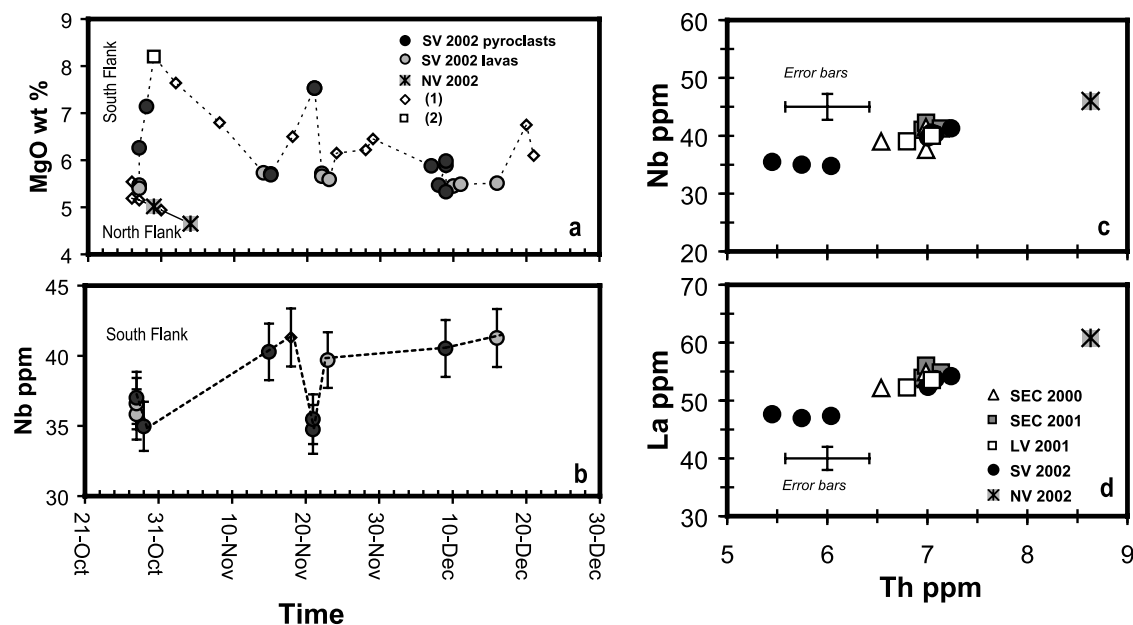 9
8
7
6
5
4
MgO wt %
South Flank
North Flank
SV 2002 pyroclasts
SV 2002 lavas
NV 2002
(1)
(2)
a
45
40
35
30
Nb ppm
South Flank
b
21-Oct
31-Oct
10-Nov
20-Nov
30-Nov
10-Dec
20-Dec
30-Dec
Time
60
50
40
30
20
Nb ppm
Error bars
c
70
60
50
40
30
La ppm
SEC 2000
SEC 2001
LV 2001
SV 2002
NV 2002
Error bars
d
5
6
7
8
9
Th ppm